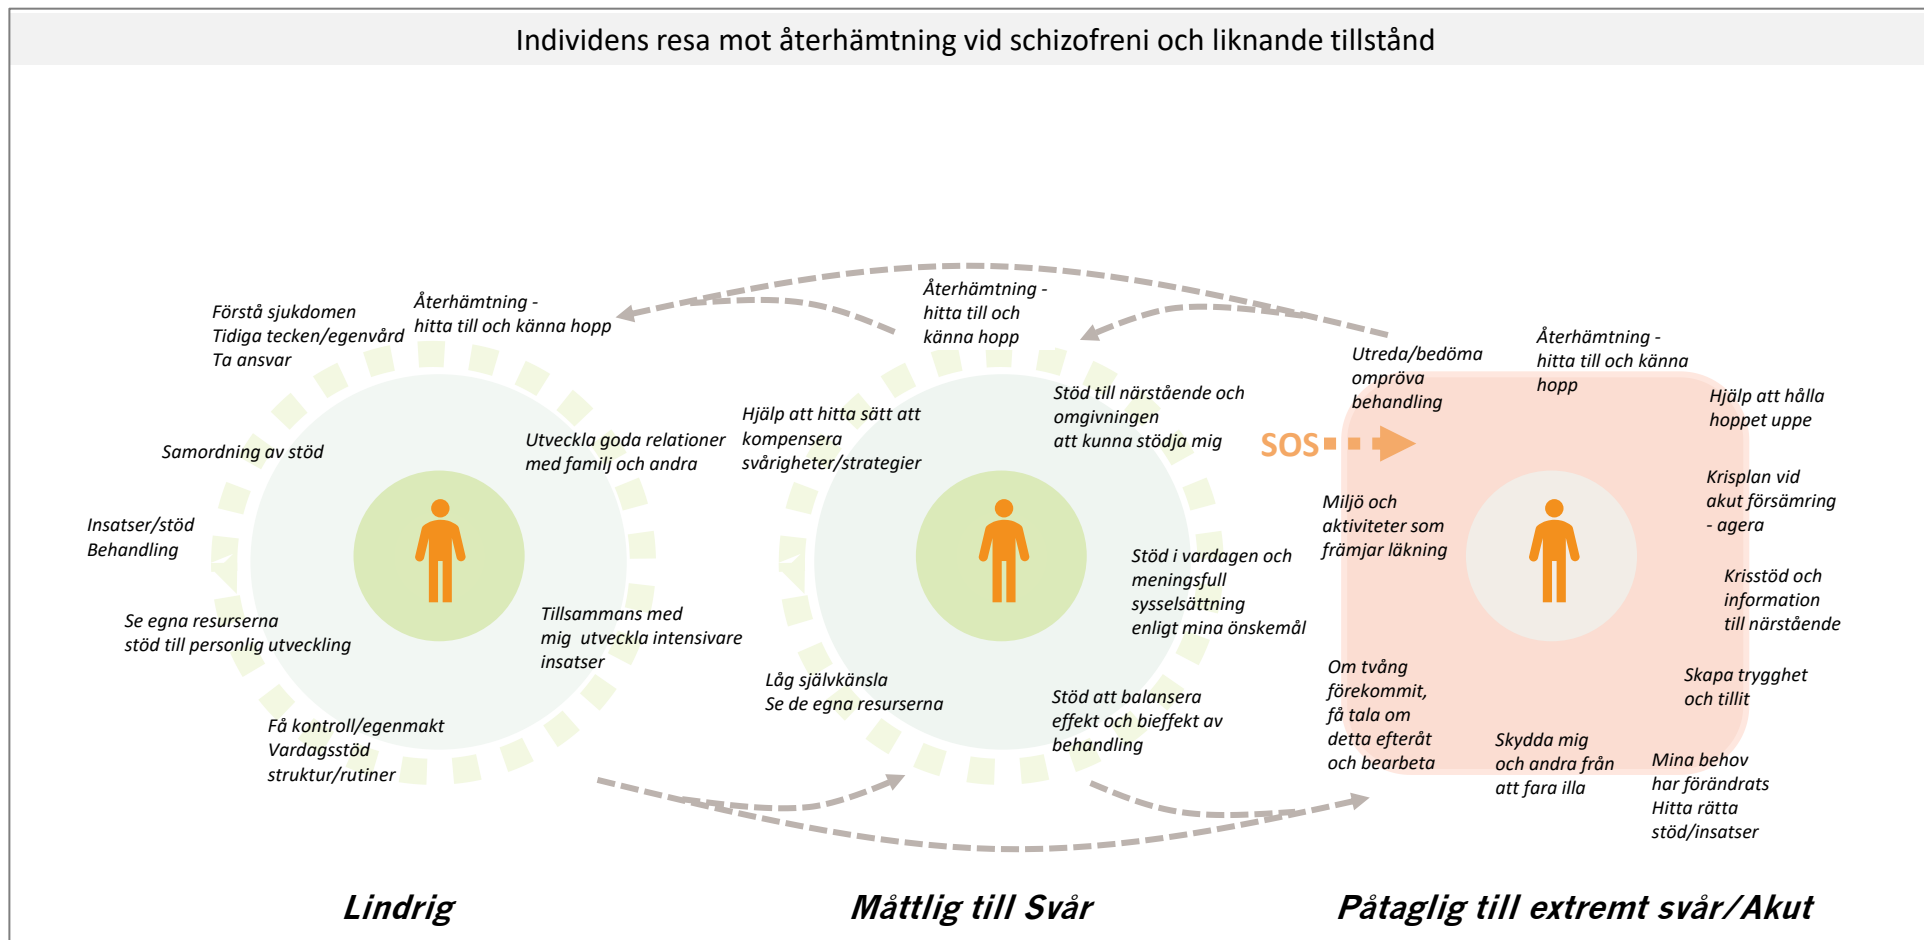 Individens resa mot återhämtning vid schizofreni och liknande tillstånd
Förstå sjukdomen
Tidiga tecken/egenvård
Ta ansvar
Återhämtning -
hitta till och känna hopp
Samordning av stöd
Utveckla goda relationer
med familj och andra
Insatser/stöd
Behandling
Se egna resurserna
stöd till personlig utveckling
Tillsammans med
mig  utveckla intensivare
insatser
Få kontroll/egenmakt
Vardagsstöd
struktur/rutiner
Lindrig
Återhämtning -
hitta till och
känna hopp
Hjälp att hitta sätt att
kompensera
svårigheter/strategier
Stöd till närstående och
omgivningen
att kunna stödja mig
Stöd i vardagen och
meningsfull
sysselsättning
enligt mina önskemål
Låg självkänsla
Se de egna resurserna
Stöd att balansera
effekt och bieffekt av
behandling
Måttlig till Svår
SOS
Utreda/bedöma
ompröva
behandling
Återhämtning -
hitta till och känna
hopp
Hjälp att hålla
hoppet uppe
Miljö och
aktiviteter som
främjar läkning
Krisplan vid
akut försämring
- agera
Krisstöd och
information
till närstående
Om tvång
förekommit,
få tala om
detta efteråt
och bearbeta
Skapa trygghet
och tillit
Skydda mig
och andra från
att fara illa
Mina behov
har förändrats
Hitta rätta
stöd/insatser
Påtaglig till extremt svår/Akut